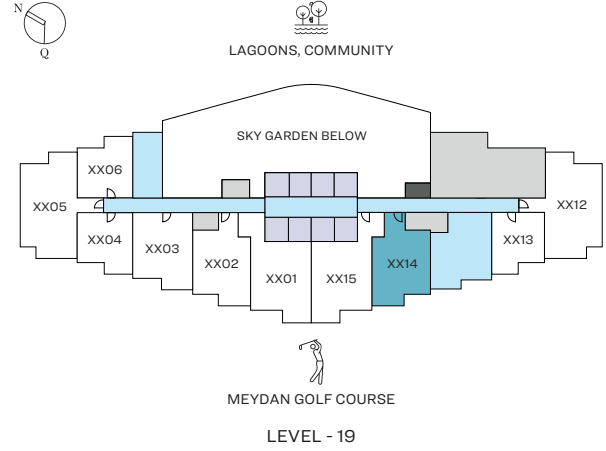 N
Q
LAGOONS, COMMUNITY
SKY GARDEN BELOW
XX06
XX05
XX12
XX04
XX03
XX02
XX01
XX15
XX14
XX13
MEYDAN GOLF COURSE
LEVEL - 19